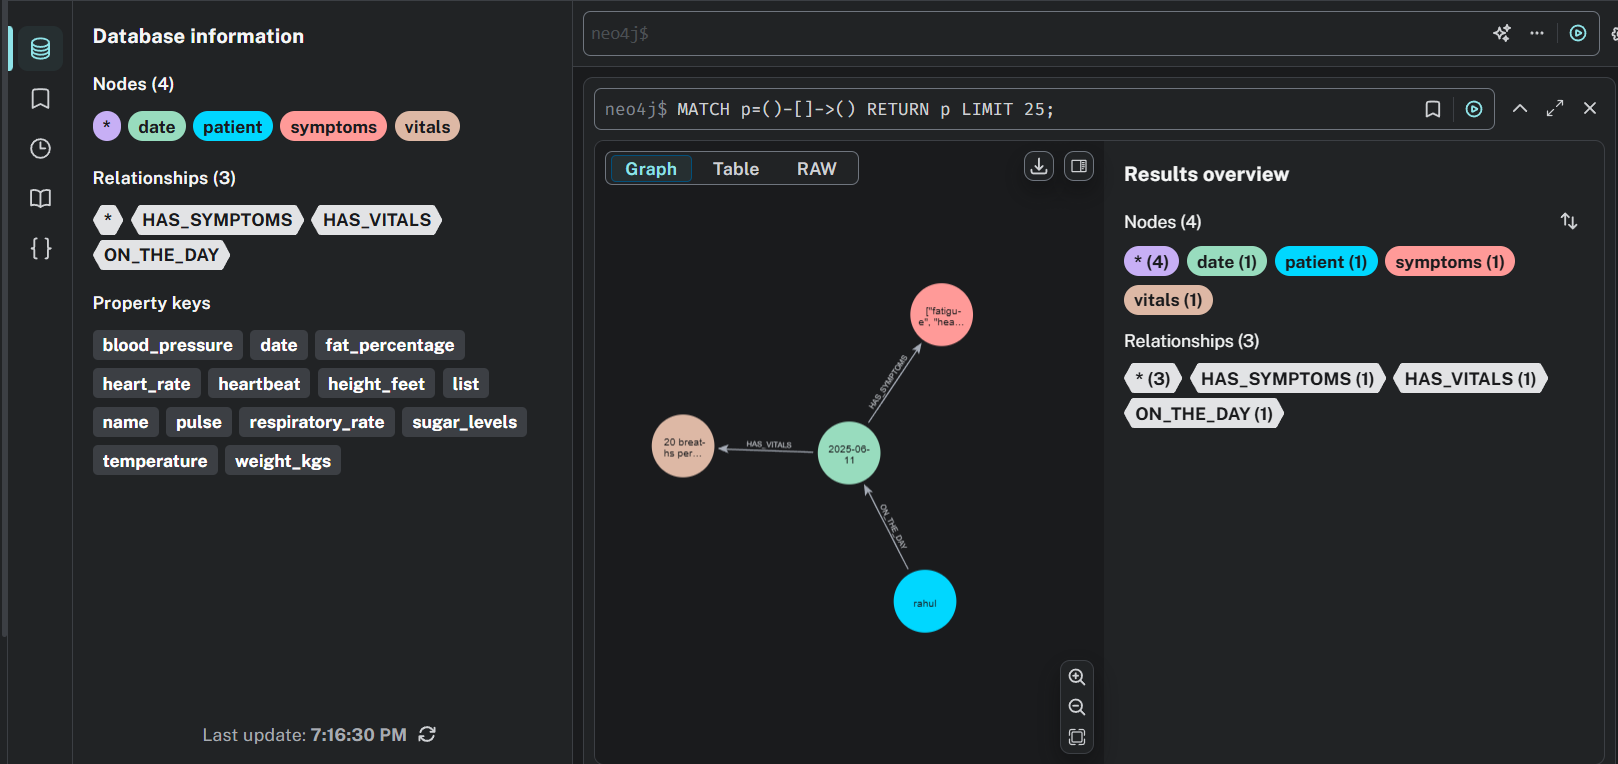 Database information
Nodes (4)
* date patient symptoms vitals
Relationships (3)
* HAS_SYMPTOMS HAS_VITALS
ON_THE_DAY
Property keys
blood_pressure date fat_percentage
heart_rate heartbeat height_feet list
name pulse respiratory_rate sugar_levels
temperature weight_kgs
Last update: 7:16:30 PM
neo4j$
neo4j$ MATCH p=()-[]->() RETURN p LIMIT 25;
Graph Table RAW
["fatigu-
e", "hea...
HAS_SYMPTOMS
20 breat-
hs per...
HAS_VITALS
2025-06-
11
ON_THE_DAY
rahul
Results overview
Nodes (4)
* (4) date (1) patient (1) symptoms (1)
vitals (1)
Relationships (3)
* (3) HAS_SYMPTOMS (1) HAS_VITALS (1)
ON_THE_DAY (1)